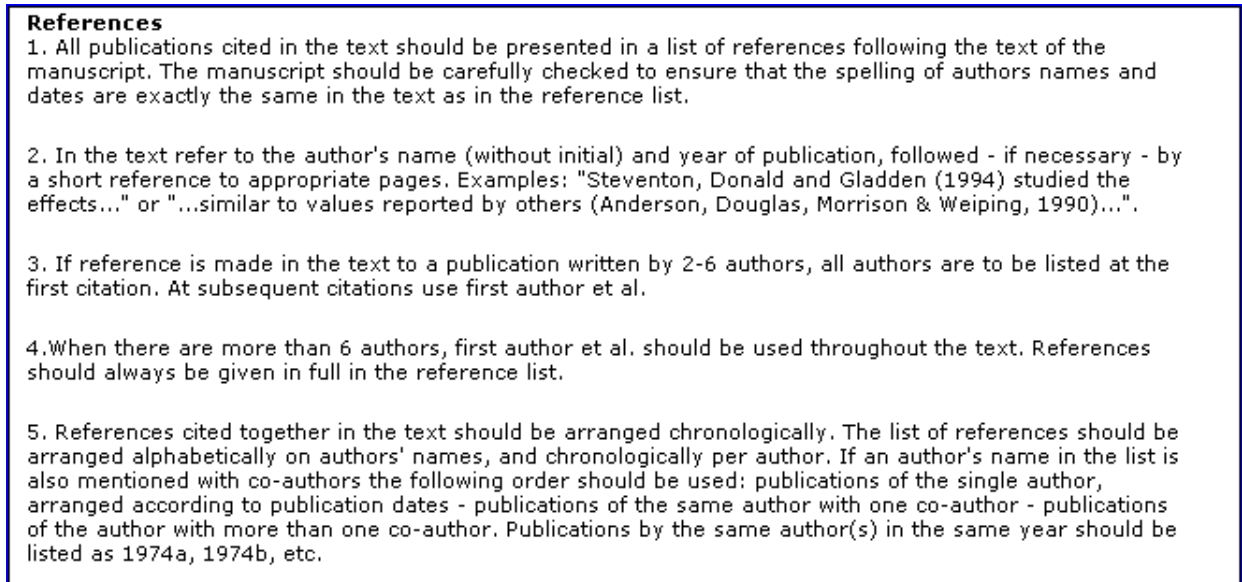 References
1. All publications cited in the text should be presented in a list of references following the text of the
manuscript. The manuscript should be carefully checked to ensure that the spelling of authors names and
dates are exactly the same in the text as in the reference list.
2. In the text refer to the author's name (without initial) and year of publication, followed - if necessary - by
a short reference to appropriate pages. Examples: "Steventon, Donald and Gladden (1994) studied the
effects..." or "...similar to values reported by others (Anderson, Douglas, Morrison & Weiping, 1990)...".
3. If reference is made in the text to a publication written by 2-6 authors, all authors are to be listed at the
first citation. At subsequent citations use first author et al.
4.When there are more than 6 authors, first author et al. should be used throughout the text. References
should always be given in full in the reference list.
5. References cited together in the text should be arranged chronologically. The list of references should be
arranged alphabetically on authors' names, and chronologically per author. If an author's name in the list is
also mentioned with co-authors the following order should be used: publications of the single author,
arranged according to publication dates - publications of the same author with one co-author - publications
of the author with more than one co-author. Publications by the same author(s) in the same year should be
listed as 1974a, 1974b, etc.